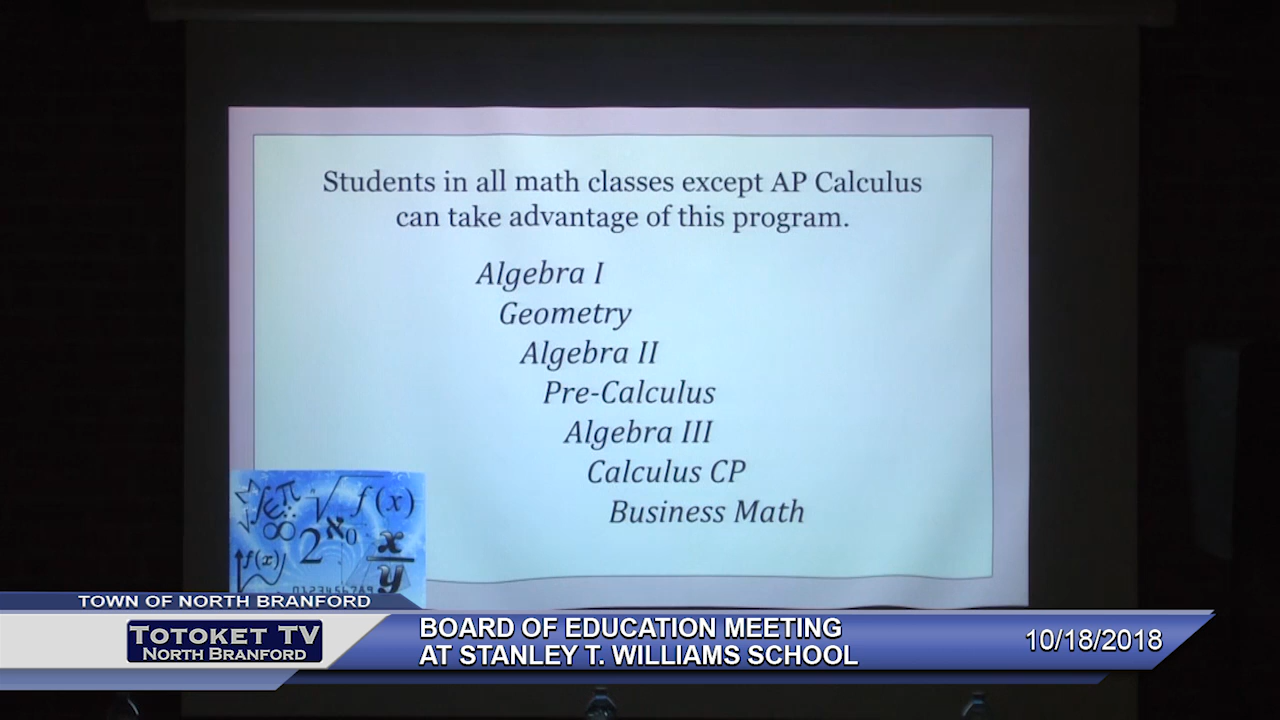 Students in all math classes except AP Calculus
can take advantage of this program.
Algebra I
Geometry
Algebra II
Pre-Calculus
Algebra III
Calculus CP
Business Math
√ f(x)
∞
2^ℵ0
f(x)
x
y
0123456789
TOWN OF NORTH BRANFORD
TOTOKET TV
NORTH BRANFORD
BOARD OF EDUCATION MEETING
AT STANLEY T. WILLIAMS SCHOOL
10/18/2018